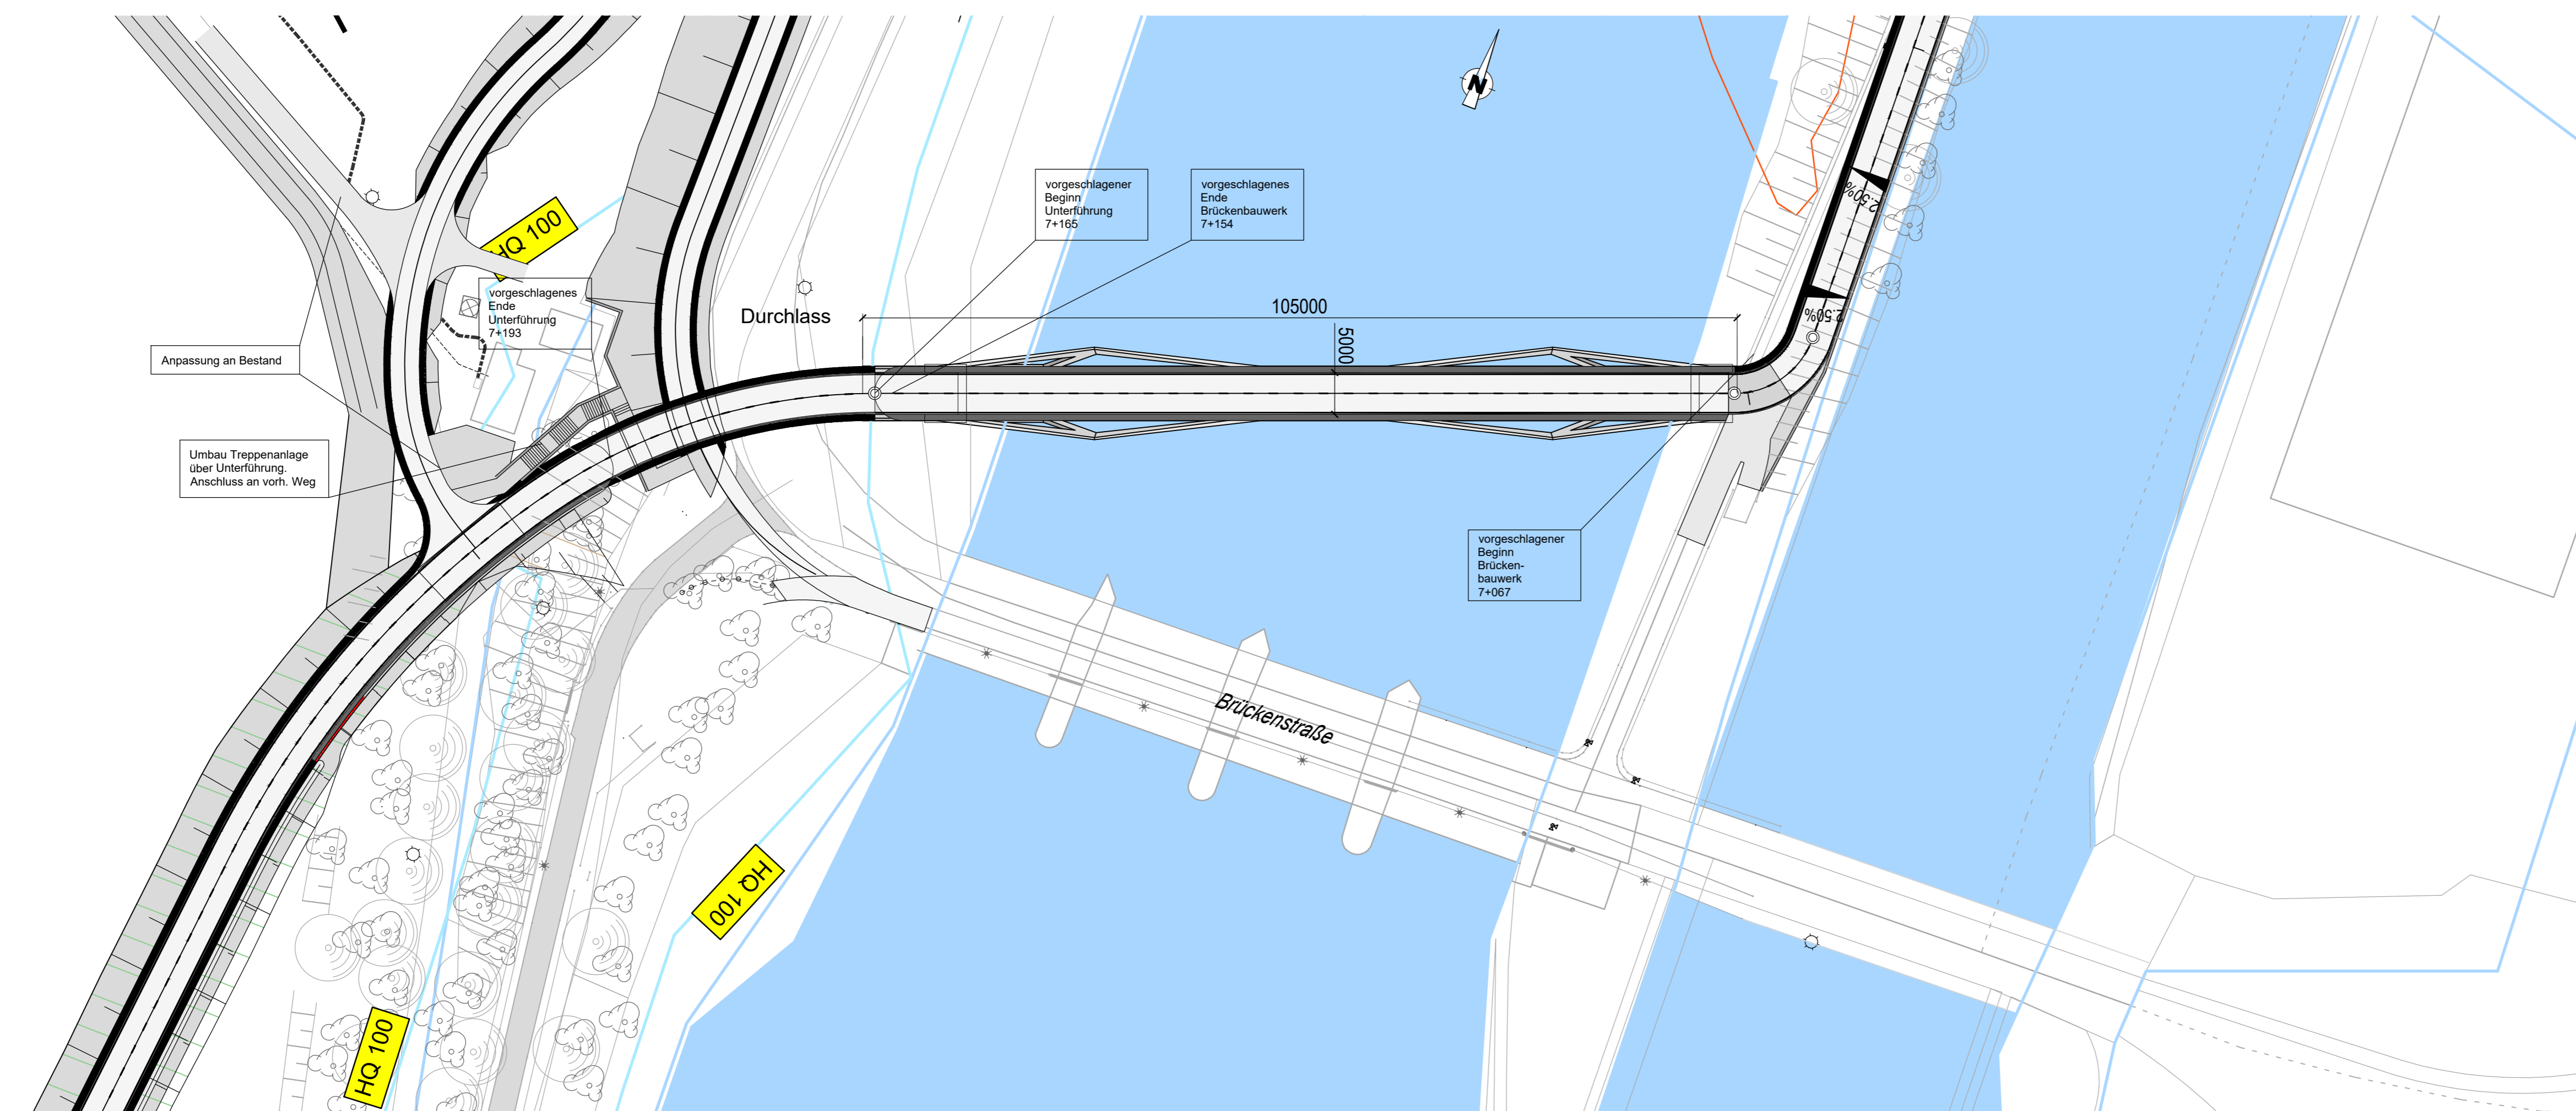 N
HQ 100
vorgeschlagener
Beginn
Unterführung
7+165
vorgeschlagenes
Ende
Brückenbauwerk
7+154
2.50%
2.50%
vorgeschlagenes
Ende
Unterführung
7+193
Durchlass
105000
5000
Anpassung an Bestand
Umbau Treppenanlage
über Unterführung.
Anschluss an vorh. Weg
vorgeschlagener
Beginn
Brücken-
bauwerk
7+067
Brückenstraße
HQ 100
HQ 100